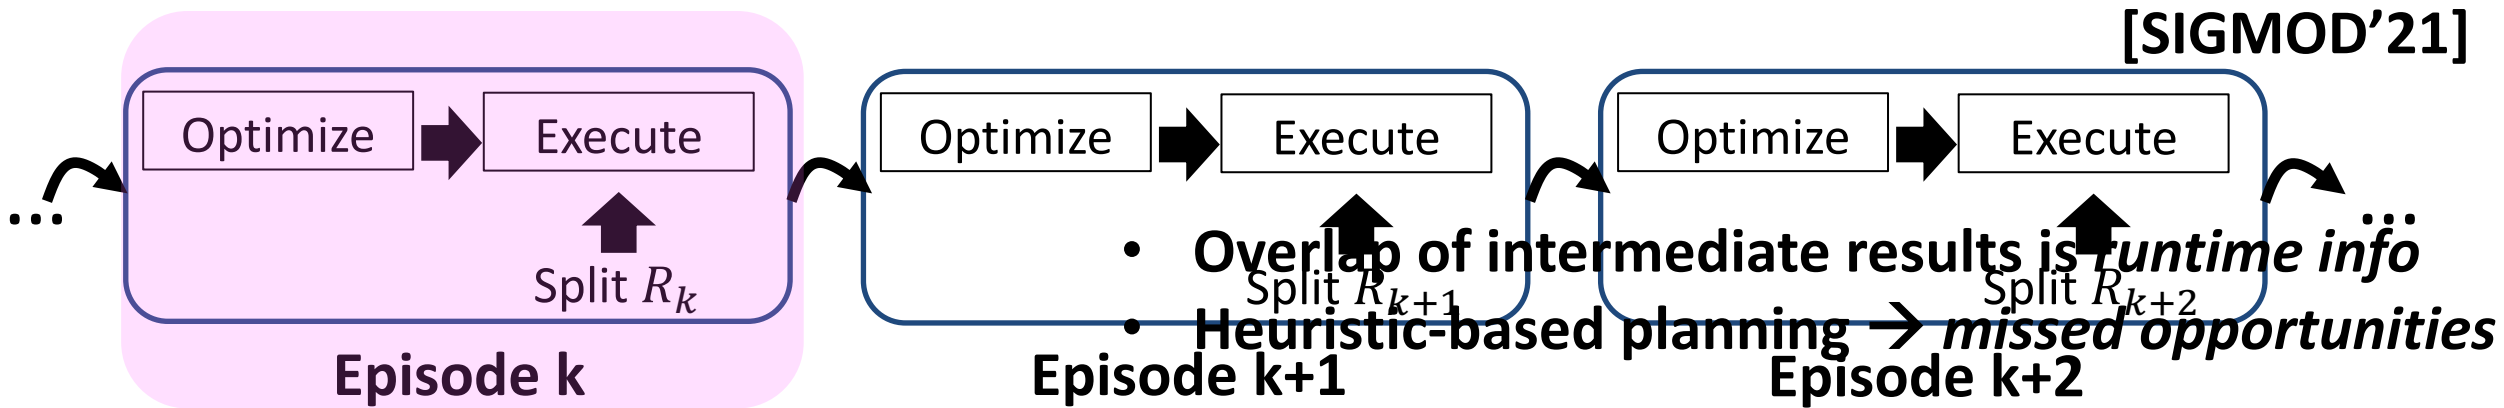 [SIGMOD'21]
Optimize
Execute
Optimize
Execute
Optimize
Execute
...
...
• Overlap of intermediate results is runtime info
Split R_k
Split R_{k+1}
Split R_{k+2}
• Heurisitic-based planning → missed opportunities
Episode k
Episode k+1
Episode k+2